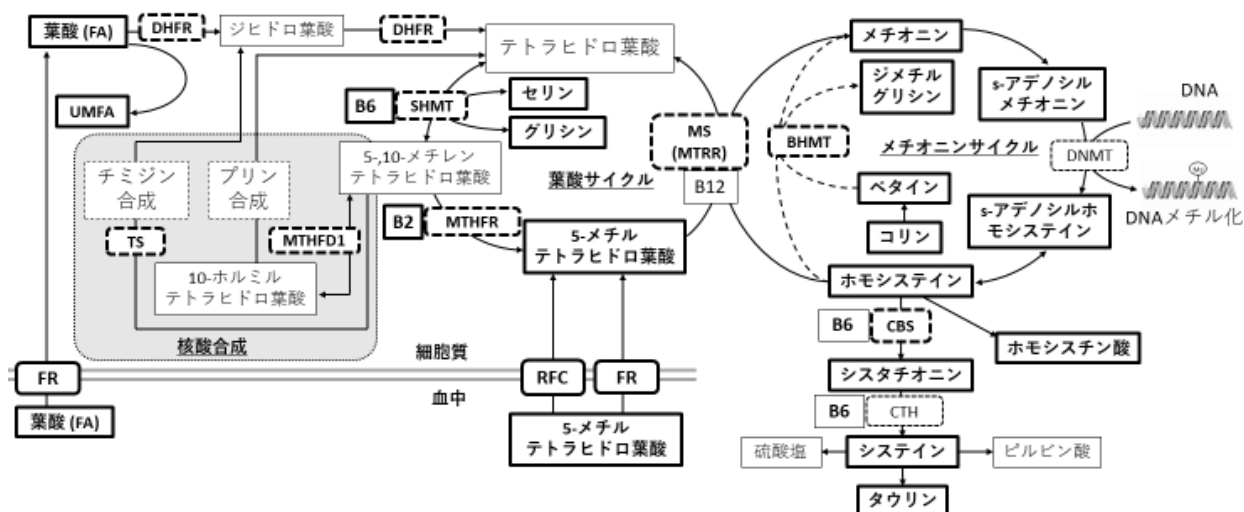 葉酸 (FA)
DHFR
ジヒドロ葉酸
DHFR
テトラヒドロ葉酸
UMFA
B6
SHMT
セリン
グリシン
チミジン
合成
プリン
合成
5-,10-メチレン
テトラヒドロ葉酸
TS
MTHFD1
B2
MTHFR
10-ホルミル
テトラヒドロ葉酸
核酸合成
葉酸サイクル
MS
(MTRR)
B12
5-メチル
テトラヒドロ葉酸
メチオニン
ジメチル
グリシン
s-アデノシル
メチオニン
BHMT
メチオニンサイクル
DNMT
DNA
Me
DNAメチル化
ベタイン
コリン
s-アデノシルホ
モシステイン
ホモシステイン
B6
CBS
ホモシスチン酸
シスタチオニン
B6
CTH
硫酸塩
システイン
ピルビン酸
タウリン
細胞質
血中
FR
RFC
FR
葉酸 (FA)
5-メチル
テトラヒドロ葉酸